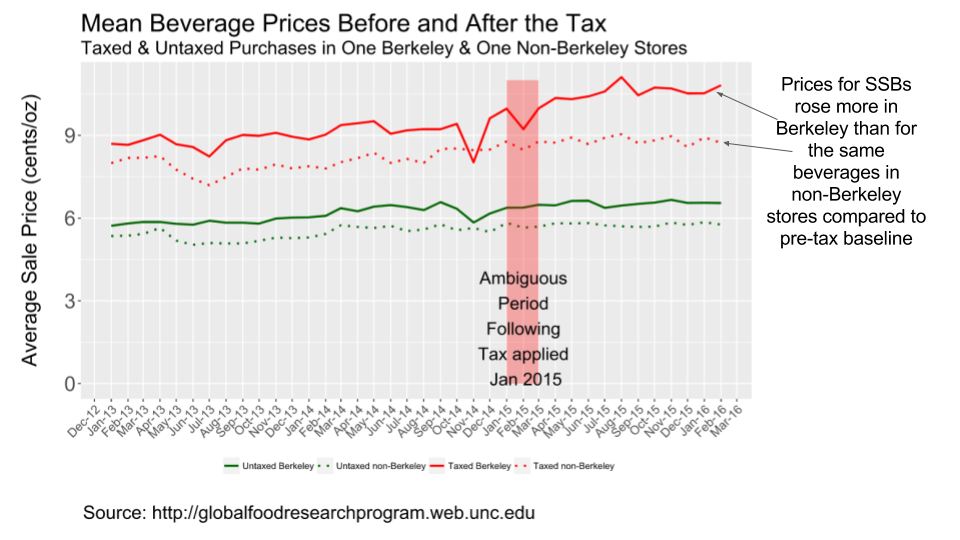 Mean Beverage Prices Before and After the Tax
Taxed & Untaxed Purchases in One Berkeley & One Non-Berkeley Stores
Average Sale Price (cents/oz)
9
6
3
0
Prices for SSBs
rose more in
Berkeley than for
the same
beverages in
non-Berkeley
stores compared to
pre-tax baseline
Ambiguous
Period
Following
Tax applied
Jan 2015
Dec-12
Jan-13
Feb-13
Mar-13
Apr-13
May-13
Jun-13
Jul-13
Aug-13
Sep-13
Oct-13
Nov-13
Dec-13
Jan-14
Feb-14
Mar-14
Apr-14
May-14
Jun-14
Jul-14
Aug-14
Sep-14
Oct-14
Nov-14
Dec-14
Jan-15
Feb-15
Mar-15
Apr-15
May-15
Jun-15
Jul-15
Aug-15
Sep-15
Oct-15
Nov-15
Dec-15
Jan-16
Feb-16
Mar-16
Untaxed Berkeley Untaxed non-Berkeley Taxed Berkeley Taxed non-Berkeley
Source: http://globalfoodresearchprogram.web.unc.edu